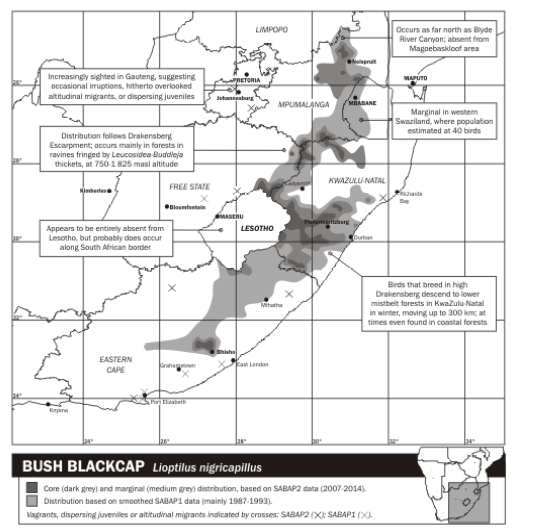 LIMPOPO
Occurs as far north as Blyde
River Canyon; absent from
Magoebaskloof area
Nelspruit
Increasingly sighted in Gauteng, suggesting
occasional irruptions, hitherto overlooked
altitudinal migrants, or dispersing juveniles
PRETORIA
Johannesburg
MAPUTO
26°
MPUMALANGA
MBABANE
Marginal in western
Swaziland, where population
estimated at 40 birds
Distribution follows Drakensberg
Escarpment; occurs mainly in forests in
ravines fringed by Leucosidea-Buddleja
thickets, at 750-1 825 masl altitude
28°
Kimberley
FREE STATE
Ladysmith
KWAZULU-NATAL
Richards
Bay
Bloemfontein
MASERU
LESOTHO
Pietermaritzburg
Durban
Appears to be entirely absent from
Lesotho, but probably does occur
along South African border
30°
Birds that breed in high
Drakensberg descend to lower
mistbelt forests in KwaZulu-Natal
in winter, moving up to 300 km; at
times even found in coastal forests
Mthatha
32°
EASTERN
CAPE
Bhisho
Grahamstown
East London
34°
Knysna
Port Elizabeth
24°
26°
28°
30°
32°
BUSH BLACKCAP Lioptilus nigricapillus
Core (dark grey) and marginal (medium grey) distribution, based on SABAP2 data (2007-2014).
Distribution based on smoothed SABAP1 data (mainly 1987-1993).
Vagrants, dispersing juveniles or altitudinal migrants indicated by crosses: SABAP2 (X); SABAP1 (X).